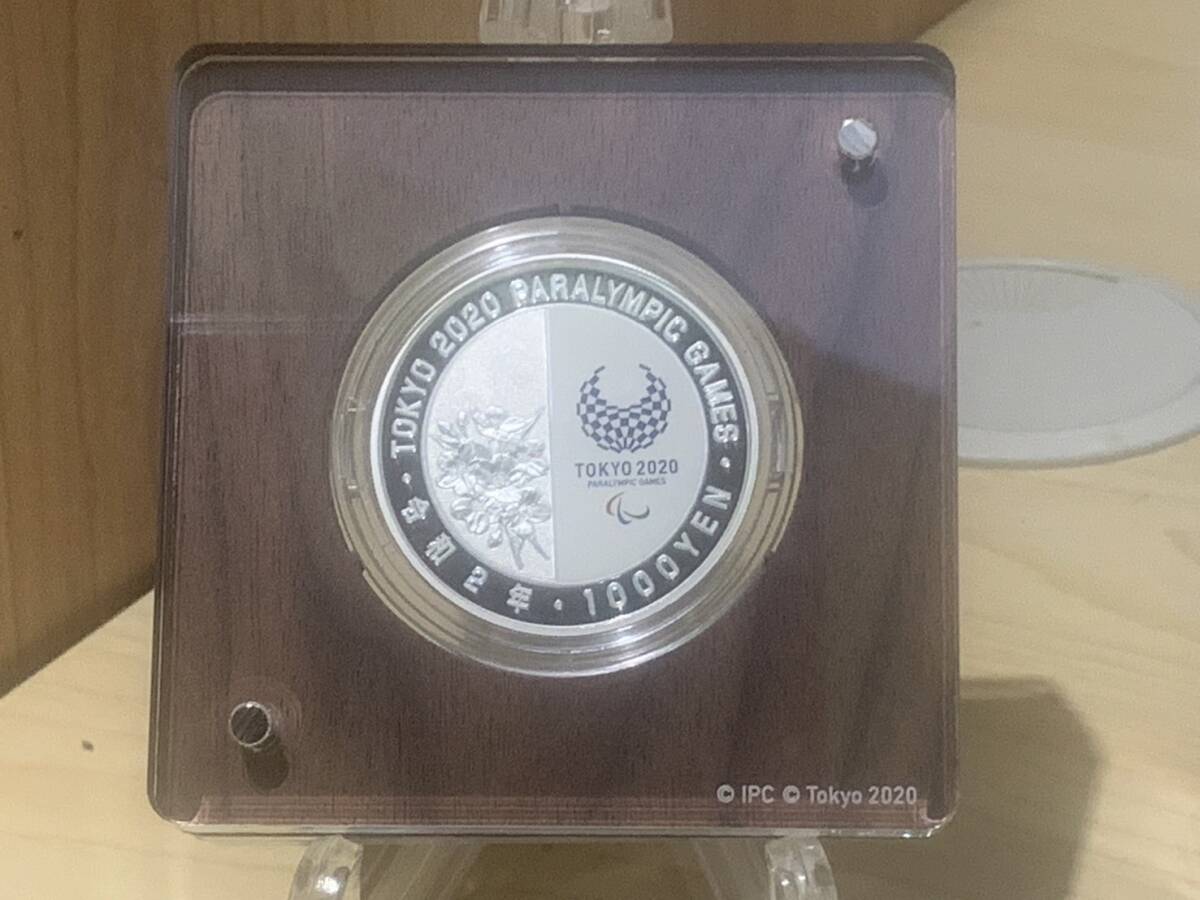 TOKYO 2020 PARALYMPIC GAMES
TOKYO 2020
PARALYMPIC GAMES
令和2年・1000YEN
© IPC © Tokyo 2020